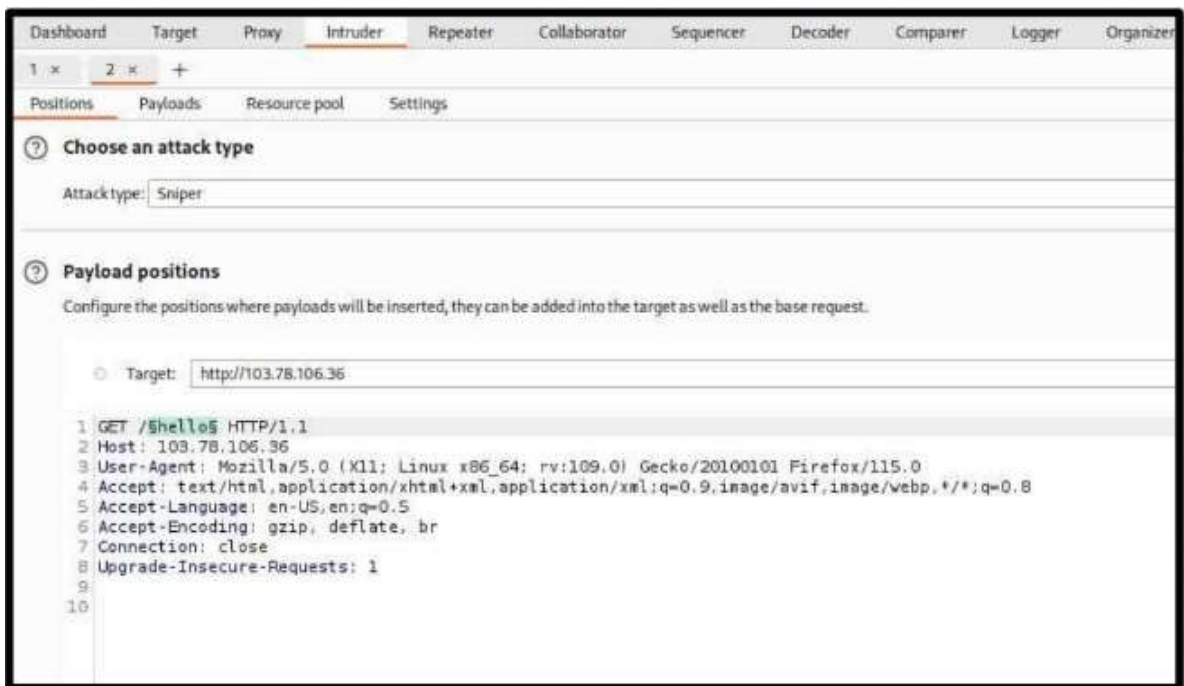 Dashboard Target Proxy Intruder Repeater Collaborator Sequencer Decoder Comparer Logger Organizer
1 × 2 × +
Positions Payloads Resource pool Settings
? Choose an attack type
Attack type: Sniper
? Payload positions
Configure the positions where payloads will be inserted, they can be added into the target as well as the base request.
Target: http://103.78.106.36
1 GET /§hello§ HTTP/1.1
2 Host: 103.78.106.36
3 User-Agent: Mozilla/5.0 (X11; Linux x86_64; rv:109.0) Gecko/20100101 Firefox/115.0
4 Accept: text/html,application/xhtml+xml,application/xml;q=0.9,image/avif,image/webp,*/*;q=0.8
5 Accept-Language: en-US,en;q=0.5
6 Accept-Encoding: gzip, deflate, br
7 Connection: close
8 Upgrade-Insecure-Requests: 1
9
10